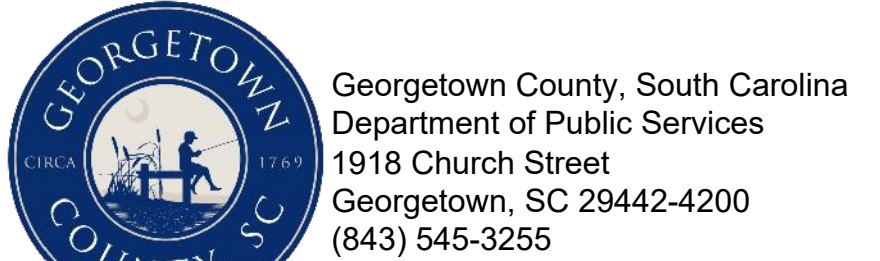 GEORGETOWN
CIRCA 1769
COUNTY, SC
Georgetown County, South Carolina
Department of Public Services
1918 Church Street
Georgetown, SC 29442-4200
(843) 545-3255